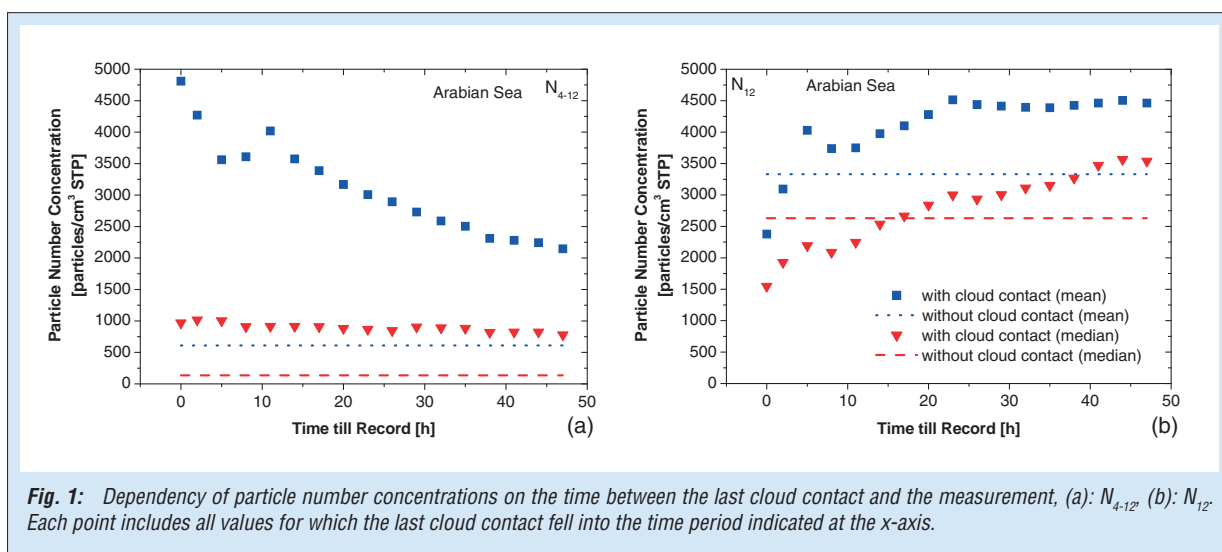 5000
4500
4000
3500
3000
2500
2000
1500
1000
500
0
Particle Number Concentration
[particles/cm³ STP]
Arabian Sea
N4-12
0
10
20
30
40
50
Time till Record [h]
(a)
5000
4500
4000
3500
3000
2500
2000
1500
1000
500
0
Particle Number Concentration
[particles/cm³ STP]
N12
Arabian Sea
with cloud contact (mean)
without cloud contact (mean)
with cloud contact (median)
without cloud contact (median)
0
10
20
30
40
50
Time till Record [h]
(b)
Fig. 1: Dependency of particle number concentrations on the time between the last cloud contact and the measurement, (a): N4-12, (b): N12.
Each point includes all values for which the last cloud contact fell into the time period indicated at the x-axis.